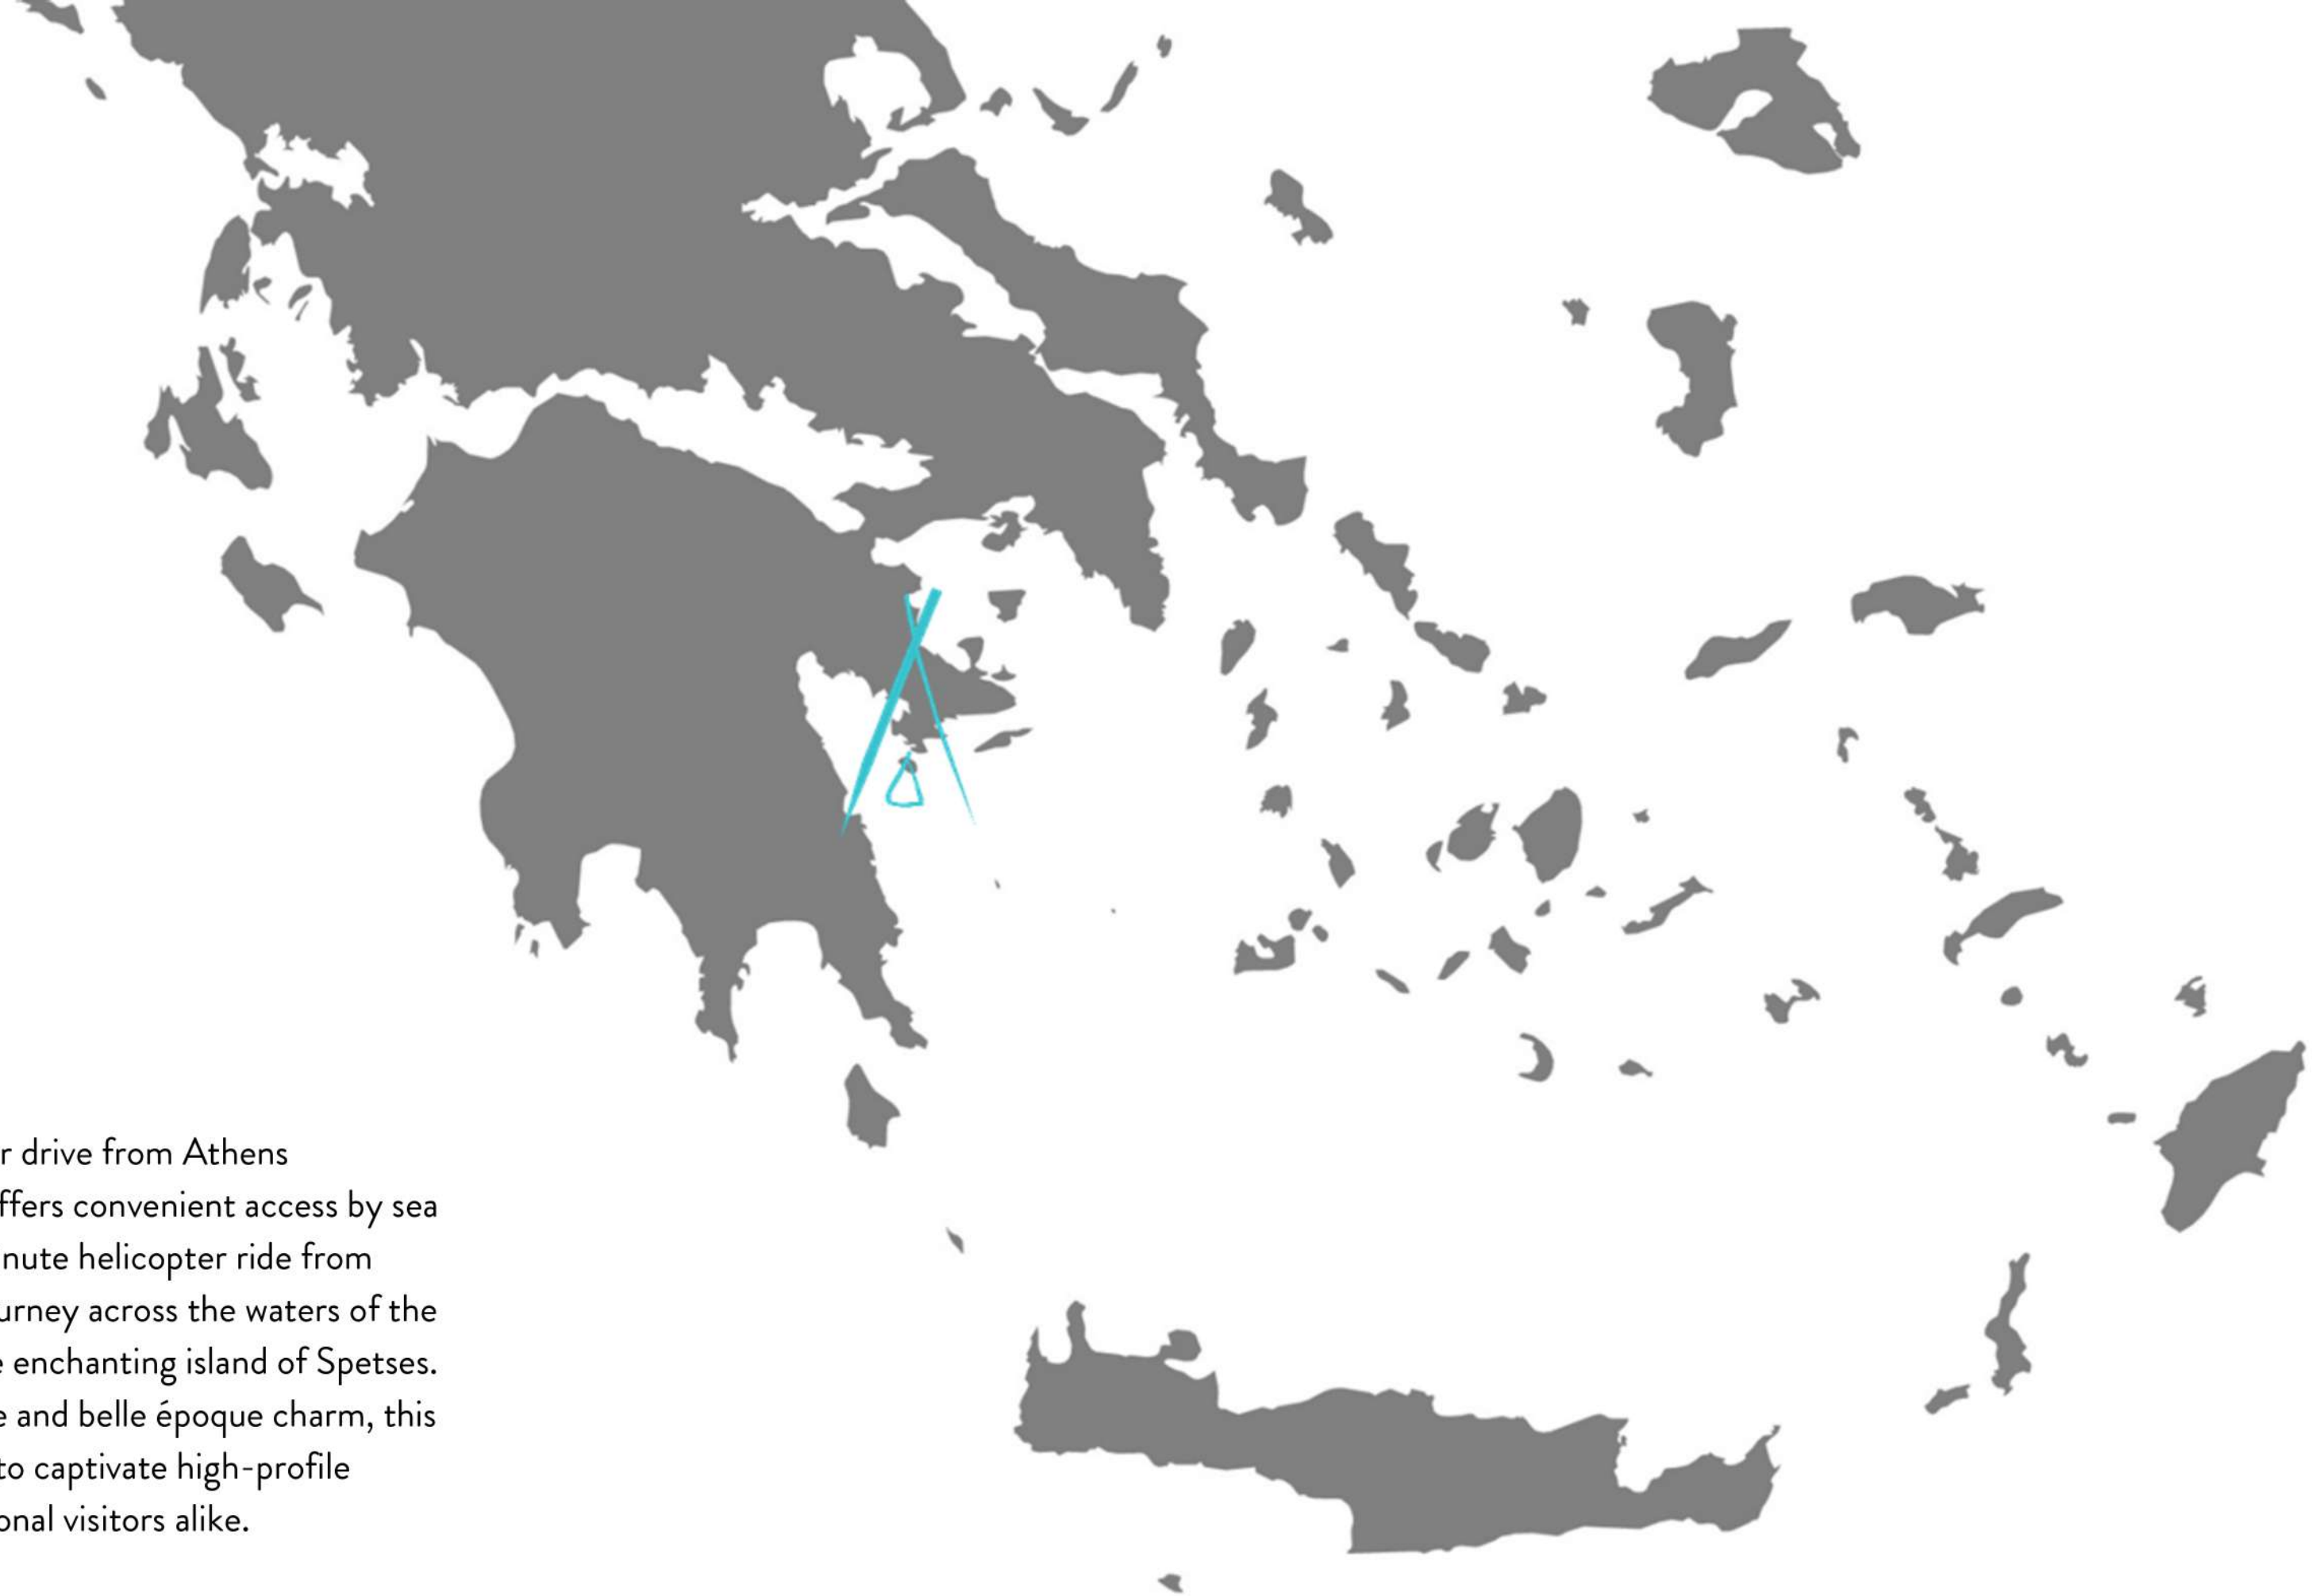 r drive from Athens
ffers convenient access by sea
nute helicopter ride from
urney across the waters of the
e enchanting island of Spetses.
e and belle époque charm, this
to captivate high-profile
onal visitors alike.